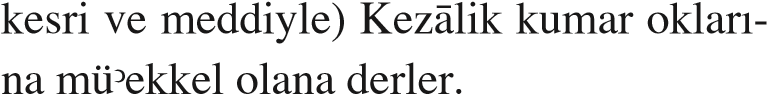 kesri ve meddiyle) Kezālik kumar okları-
na müʾekkel olana derler.